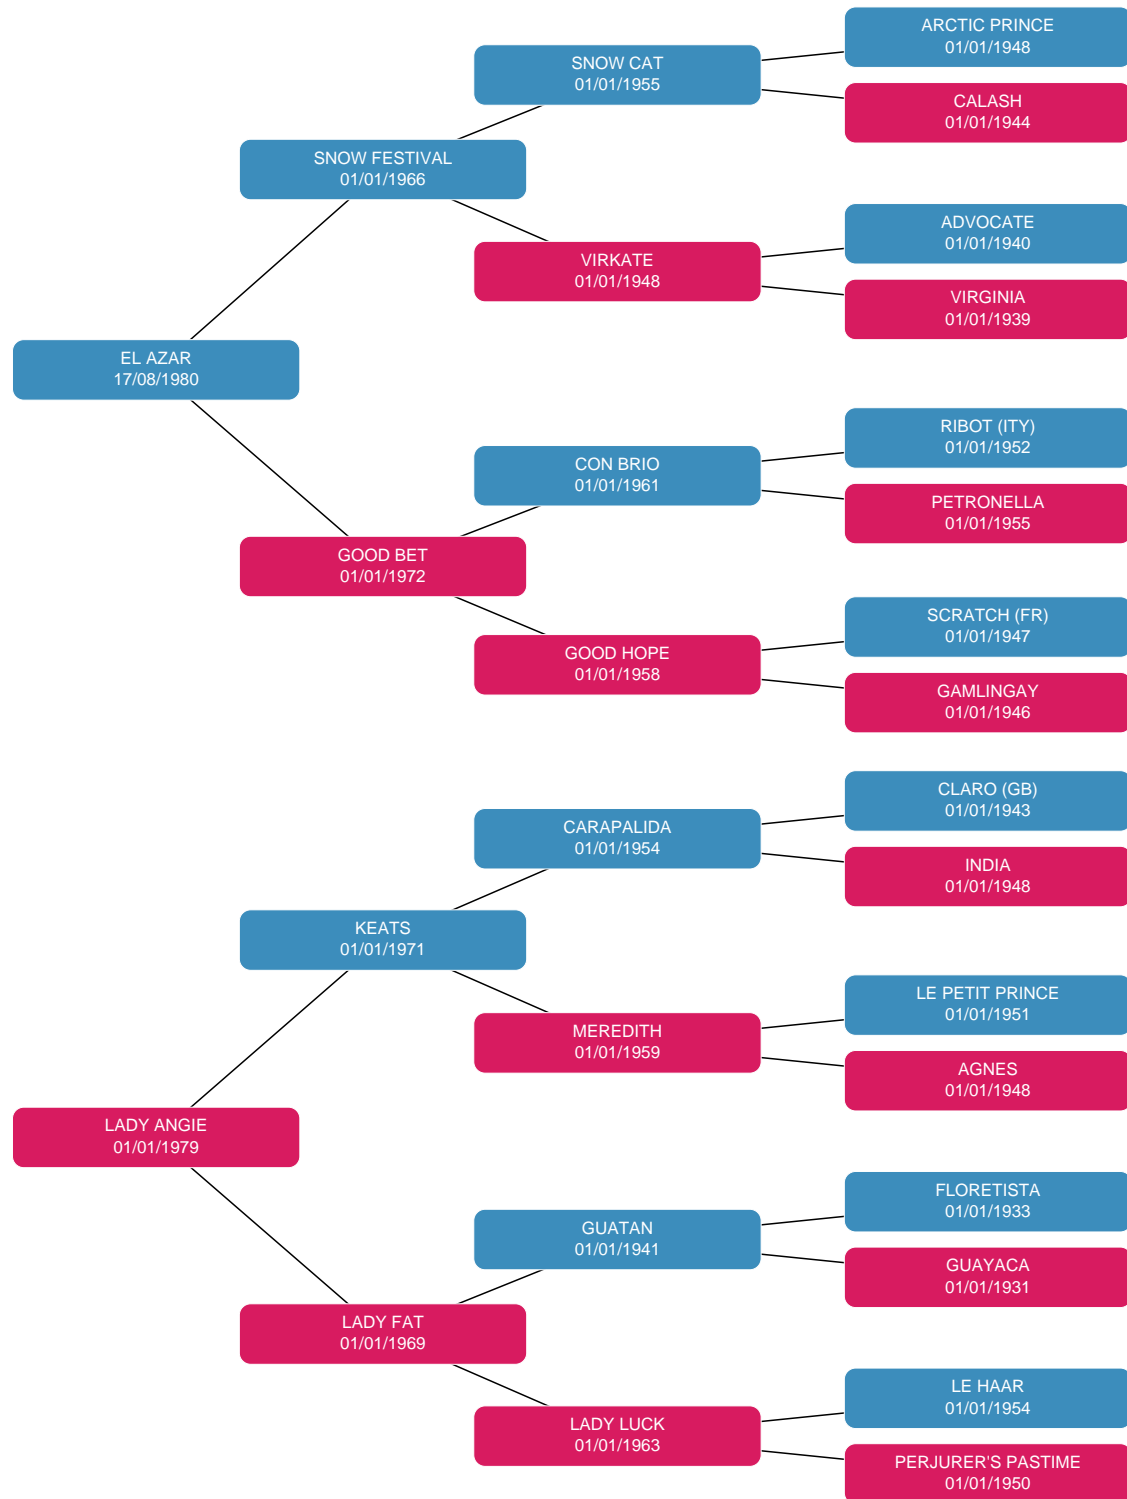 ARCTIC PRINCE
01/01/1948
SNOW CAT
01/01/1955
CALASH
01/01/1944
SNOW FESTIVAL
01/01/1966
ADVOCATE
01/01/1940
VIRKATE
01/01/1948
VIRGINIA
01/01/1939
EL AZAR
17/08/1980
RIBOT (ITY)
01/01/1952
CON BRIO
01/01/1961
PETRONELLA
01/01/1955
GOOD BET
01/01/1972
SCRATCH (FR)
01/01/1947
GOOD HOPE
01/01/1958
GAMLINGAY
01/01/1946
CLARO (GB)
01/01/1943
CARAPALIDA
01/01/1954
INDIA
01/01/1948
KEATS
01/01/1971
LE PETIT PRINCE
01/01/1951
MEREDITH
01/01/1959
AGNES
01/01/1948
LADY ANGIE
01/01/1979
FLORETISTA
01/01/1933
GUATAN
01/01/1941
GUAYACA
01/01/1931
LADY FAT
01/01/1969
LE HAAR
01/01/1954
LADY LUCK
01/01/1963
PERJURER'S PASTIME
01/01/1950